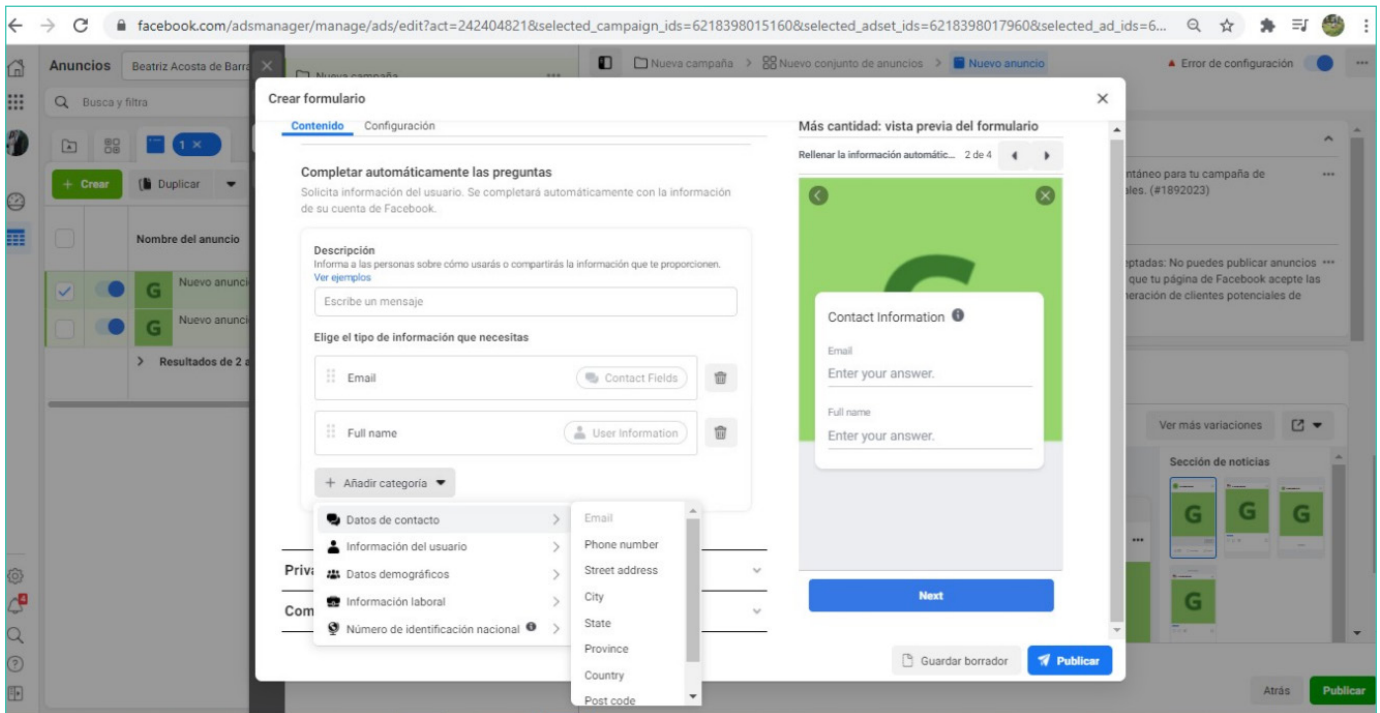 facebook.com/adsmanager/manage/ads/edit?act=242404821&selected_campaign_ids=6218398015160&selected_adset_ids=6218398017960&selected_ad_ids=6...
Anuncios
Beatriz Acosta de Barra
Nueva campaña
Nueva campaña > Nuevo conjunto de anuncios > Nuevo anuncio
Error de configuración
Busca y filtra
1 ×
+ Crear
Duplicar
Nombre del anuncio
G
Nuevo anunci
G
Nuevo anunci
> Resultados de 2 a
4
Crear formulario
Contenido
Configuración
Completar automáticamente las preguntas
Solicita información del usuario. Se completará automáticamente con la información
de su cuenta de Facebook.
Descripción
Informa a las personas sobre cómo usarás o compartirás la información que te proporcionen.
Ver ejemplos
Escribe un mensaje
Elige el tipo de información que necesitas
Email
Contact Fields
Full name
User Information
+ Añadir categoría
Datos de contacto
Información del usuario
Datos demográficos
Información laboral
Número de identificación nacional
Email
Phone number
Street address
City
State
Province
Country
Post code
Priva
Com
Más cantidad: vista previa del formulario
Rellenar la información automátic...
2 de 4
Contact Information
Email
Enter your answer.
Full name
Enter your answer.
Next
Guardar borrador
Publicar
ntáneo para tu campaña de
ales. (#1892023)
eptadas: No puedes publicar anuncios
que tu página de Facebook acepte las
neración de clientes potenciales de
Ver más variaciones
Sección de noticias
G
G
G
G
Atrás
Publicar